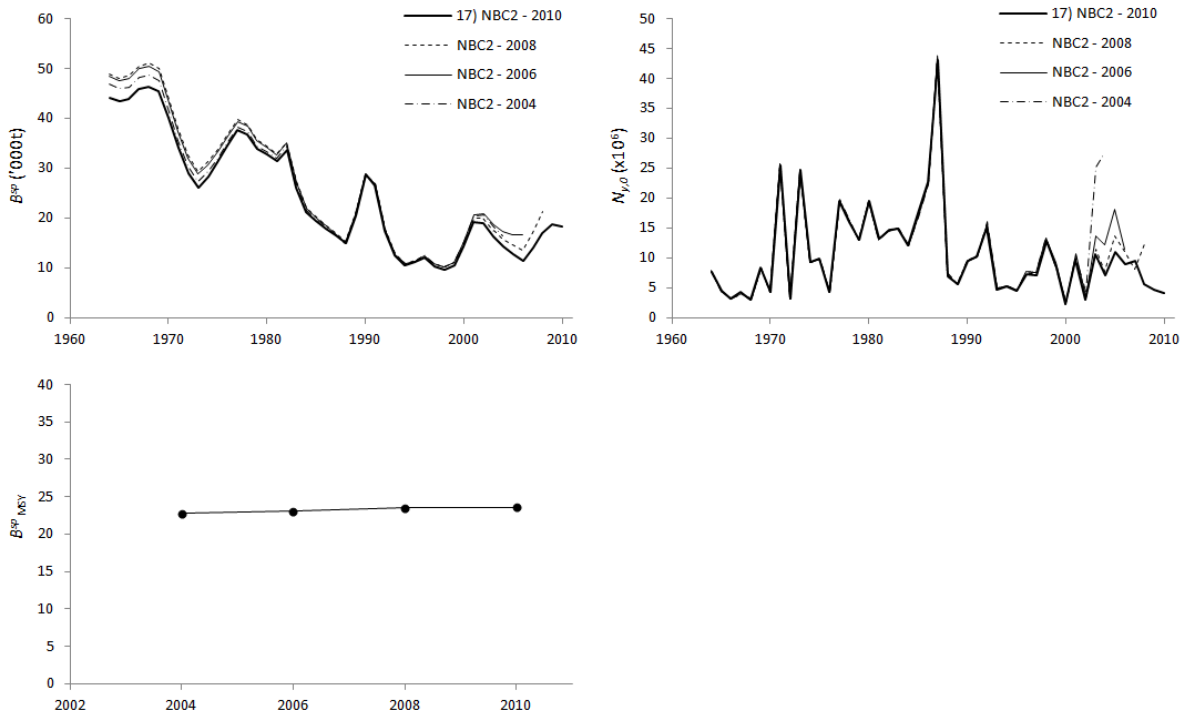 60
50
40
30
20
10
0
Bsp ('000t)
1960 1970 1980 1990 2000 2010
17) NBC2 - 2010
NBC2 - 2008
NBC2 - 2006
NBC2 - 2004
50
45
40
35
30
25
20
15
10
5
0
Ny,0 (x10⁶)
1960 1970 1980 1990 2000 2010
17) NBC2 - 2010
NBC2 - 2008
NBC2 - 2006
NBC2 - 2004
40
35
30
25
20
15
10
5
0
Bsp MSY
2002 2004 2006 2008 2010